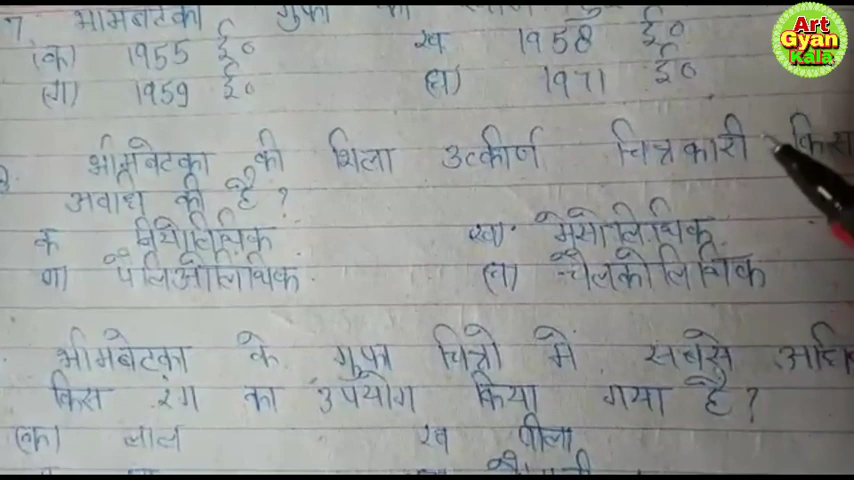 7. भीमबेटका गुफा की
(क) 1955 ई० ख 1958 ई०
(ग) 1959 ई० (घ) 1971 ई०
भीमबेटका की शिला उत्कीर्ण चित्रकारी किस
अवधि की है ?
क नियोलिथिक (ख) मेसोलिथिक
ग) पेलिओलिथिक (घ) चेलकोलिथिक
भीमबेटका के गुफा चित्रो में सबसे अधि
किस रंग का उपयोग किया गया है ?
(क) लाल ख पीला
Art
Gyan
Kala